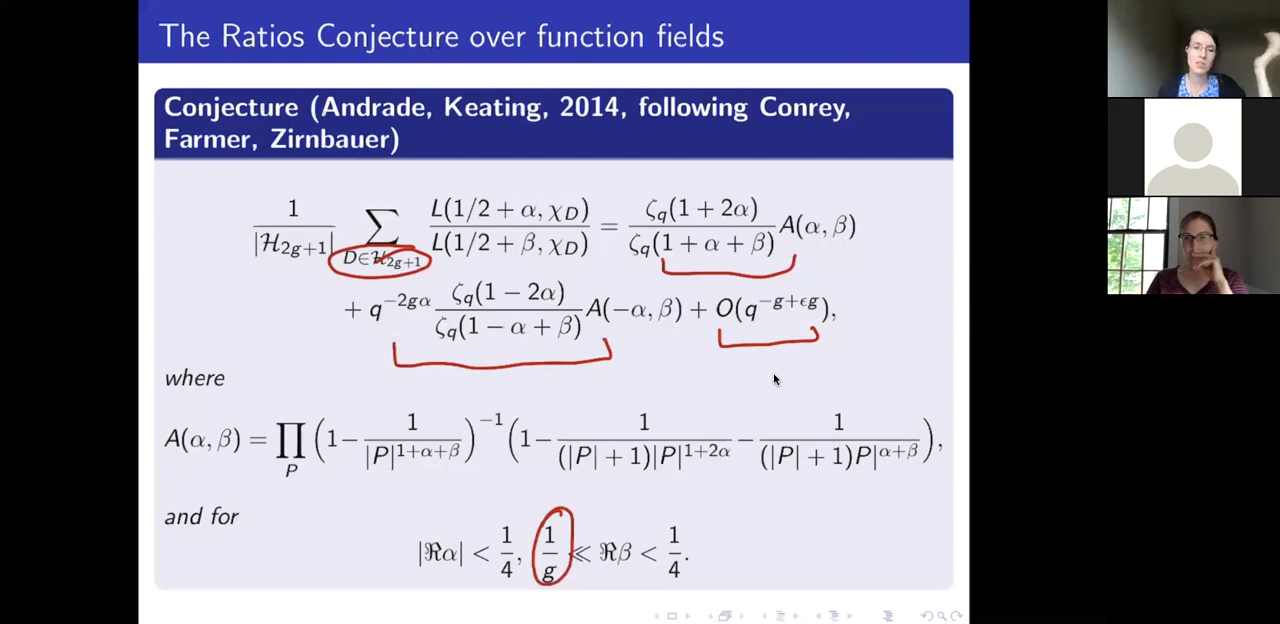 The Ratios Conjecture over function fields
Conjecture (Andrade, Keating, 2014, following Conrey,
Farmer, Zirnbauer)
1/|ℋ_{2g+1}| ∑_{D∈ℋ_{2g+1}} L(1/2 + α, χ_D)/L(1/2 + β, χ_D) = ζ_q(1 + 2α)/ζ_q(1 + α + β) A(α, β)
+ q^{−2gα} ζ_q(1 − 2α)/ζ_q(1 − α + β) A(−α, β) + O(q^{−g+ϵg}),
where
A(α, β) = ∏_P (1 − 1/|P|^{1+α+β})^{−1} (1 − 1/(|P| + 1)|P|^{1+2α} − 1/(|P| + 1)P|^{α+β}),
and for
|ℜα| < 1/4, 1/g ≪ ℜβ < 1/4.